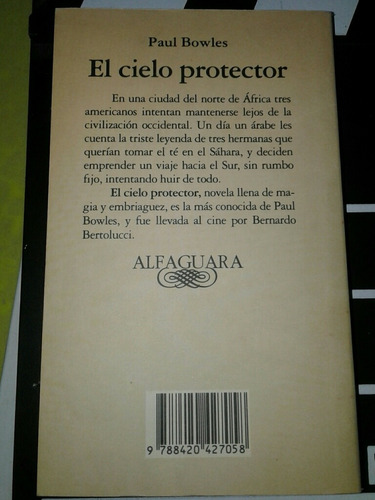 Paul Bowles
El cielo protector
En una ciudad del norte de África tres
americanos intentan mantenerse lejos de la
civilización occidental. Un día un árabe les
cuenta la triste leyenda de tres hermanas que
querían tomar el té en el Sáhara, y deciden
emprender un viaje hacia el Sur, sin rumbo
fijo, intentando huir de todo.
El cielo protector, novela llena de ma-
gia y embriaguez, es la más conocida de Paul
Bowles, y fue llevada al cine por Bernardo
Bertolucci.
ALFAGUARA
9 788420 427058